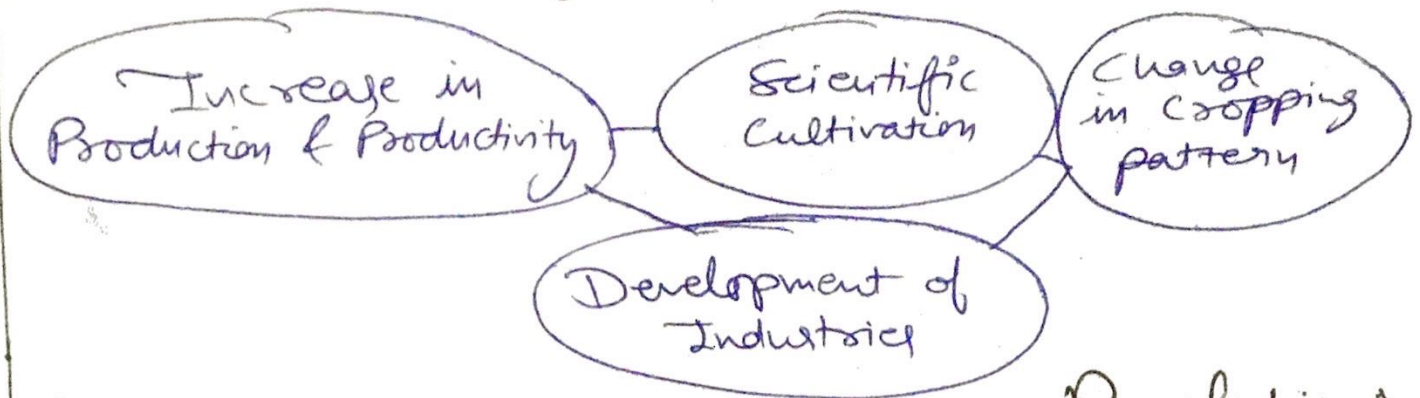 Increase in
Production & Productivity
Scientific
Cultivation
Change
in Cropping
pattern
Development of
Industries